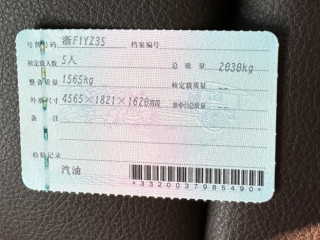 号牌号码 浙F1YZ35 档案编号
核定载人数 5人 总质量 2030kg
整备质量 1565kg 核定载质量 --
外廓尺寸 4565×1821×1620mm 准牵引总质量 --
备注
检验记录
汽油
*3320037985490*